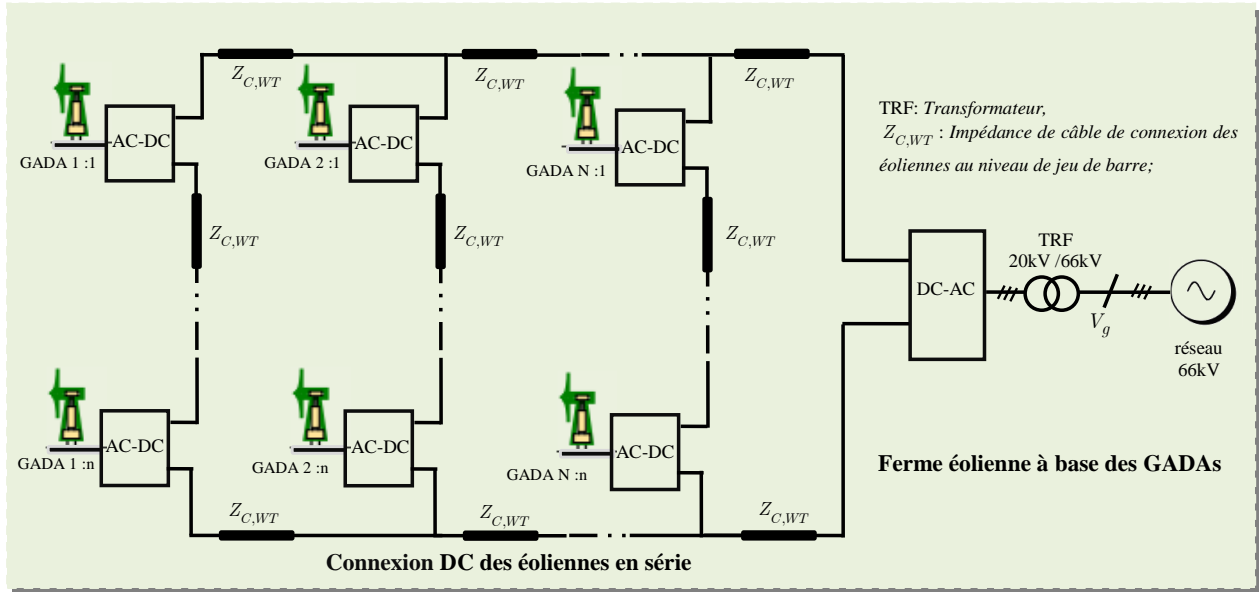 Z_{C,WT}
Z_{C,WT}
Z_{C,WT}
AC-DC
GADA 1 :1
AC-DC
GADA 2 :1
AC-DC
GADA N :1
TRF: Transformateur,
Z_{C,WT} : Impédance de câble de connexion des
éoliennes au niveau de jeu de barre;
Z_{C,WT}
Z_{C,WT}
Z_{C,WT}
TRF
20kV /66kV
DC-AC
V_g
réseau
66kV
AC-DC
GADA 1 :n
AC-DC
GADA 2 :n
AC-DC
GADA N :n
Ferme éolienne à base des GADAs
Z_{C,WT}
Z_{C,WT}
Z_{C,WT}
Connexion DC des éoliennes en série